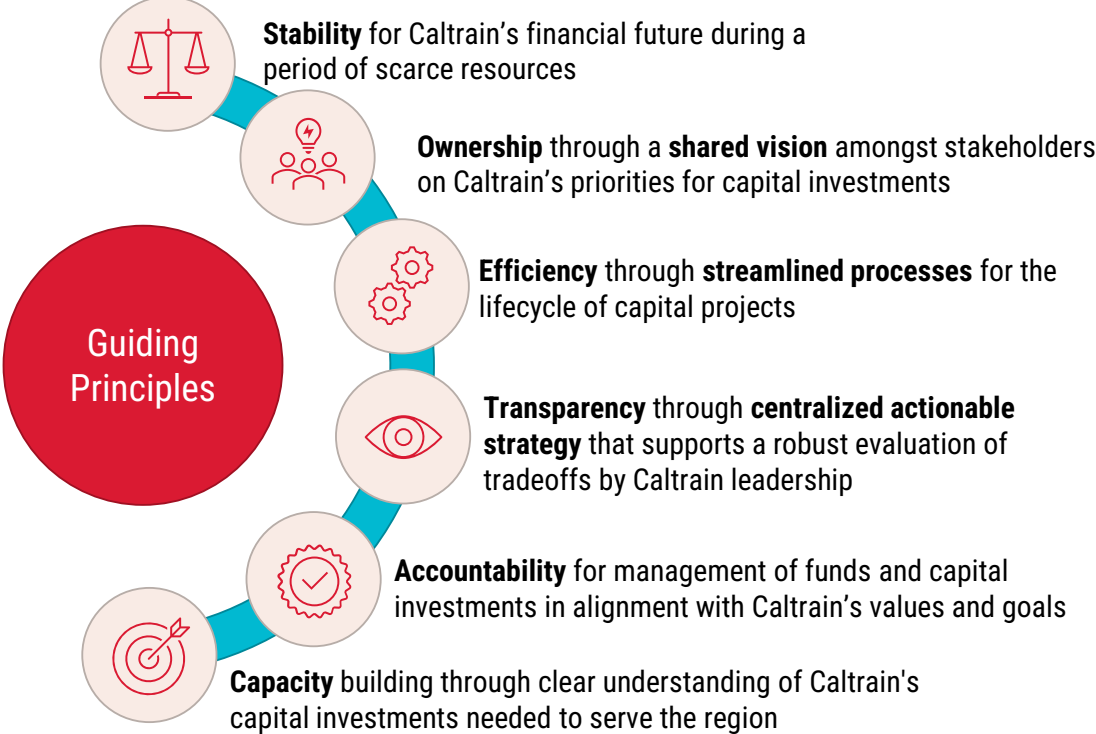 Stability for Caltrain’s financial future during a
period of scarce resources
Ownership through a shared vision amongst stakeholders
on Caltrain’s priorities for capital investments
Efficiency through streamlined processes for the
lifecycle of capital projects
Guiding
Principles
Transparency through centralized actionable
strategy that supports a robust evaluation of
tradeoffs by Caltrain leadership
Accountability for management of funds and capital
investments in alignment with Caltrain’s values and goals
Capacity building through clear understanding of Caltrain's
capital investments needed to serve the region